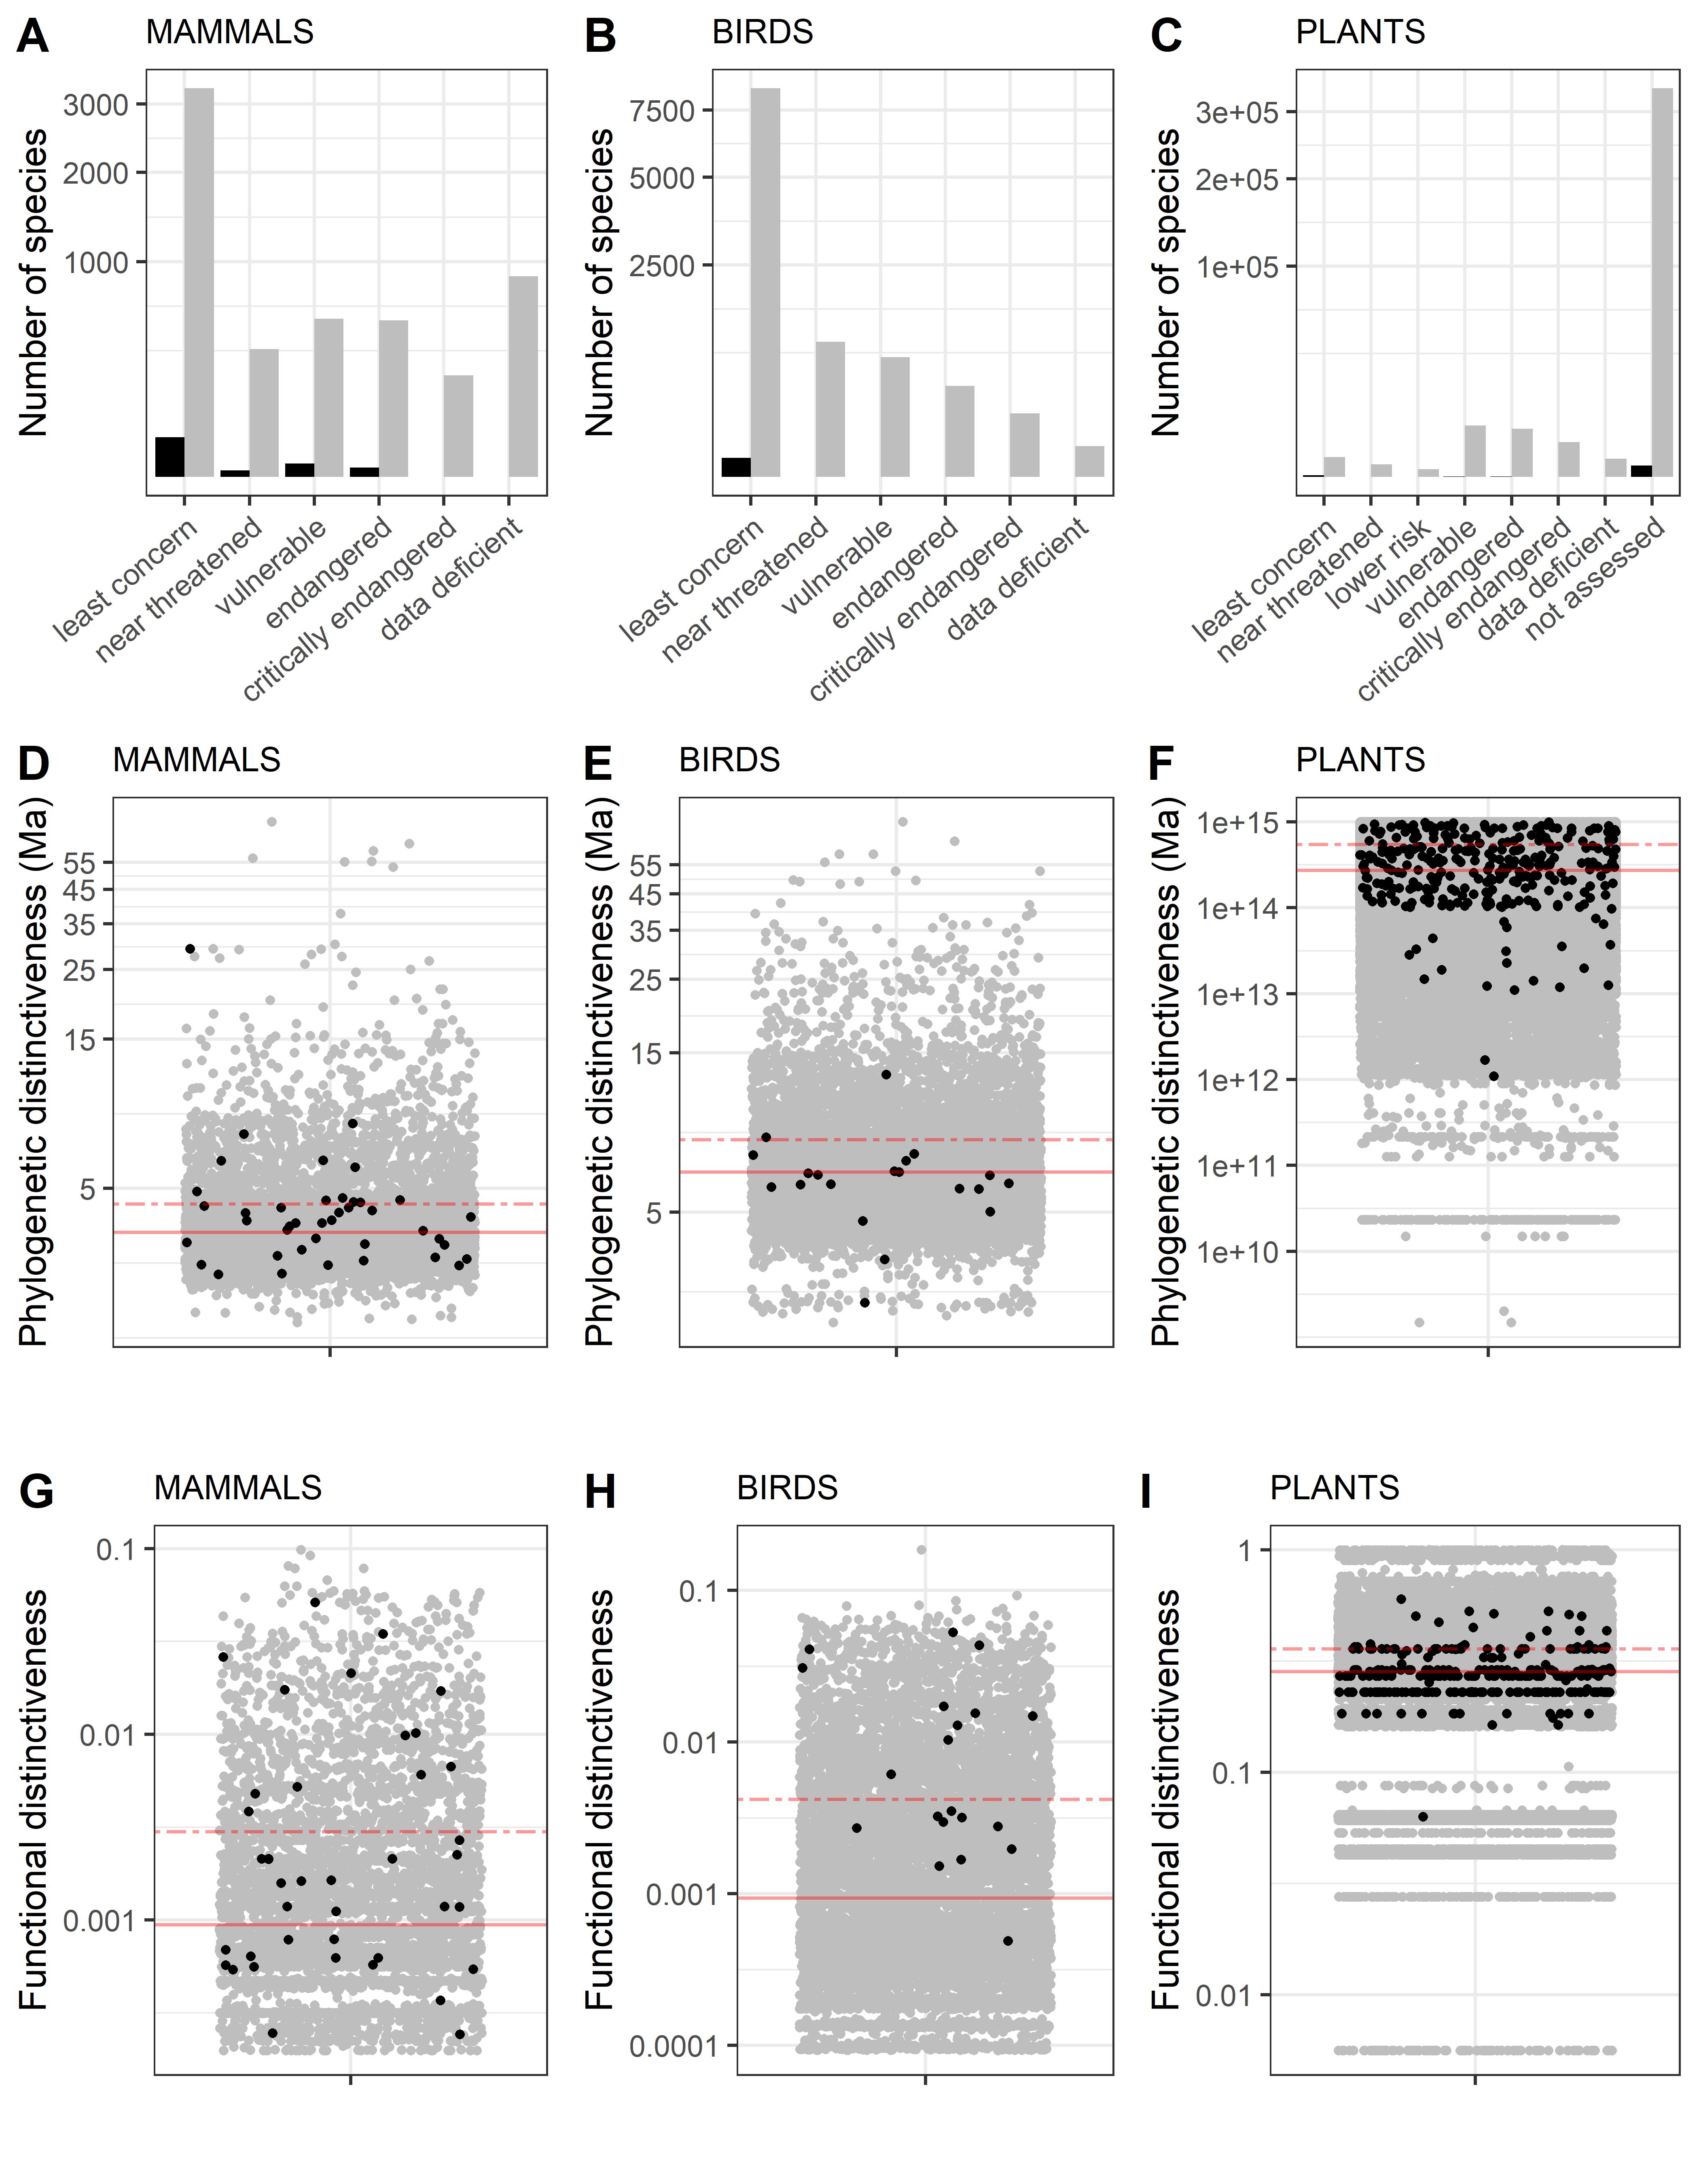 A MAMMALS
Number of species
3000
2000
1000
least concern
near threatened
vulnerable
endangered
critically endangered
data deficient
B BIRDS
Number of species
7500
5000
2500
least concern
near threatened
vulnerable
endangered
critically endangered
data deficient
C PLANTS
Number of species
3e+05
2e+05
1e+05
least concern
near threatened
lower risk
vulnerable
endangered
critically endangered
data deficient
not assessed
D MAMMALS
Phylogenetic distinctiveness (Ma)
55
45
35
25
15
5
E BIRDS
Phylogenetic distinctiveness (Ma)
55
45
35
25
15
5
F PLANTS
Phylogenetic distinctiveness (Ma)
1e+15
1e+14
1e+13
1e+12
1e+11
1e+10
G MAMMALS
Functional distinctiveness
0.1
0.01
0.001
H BIRDS
Functional distinctiveness
0.1
0.01
0.001
0.0001
I PLANTS
Functional distinctiveness
1
0.1
0.01